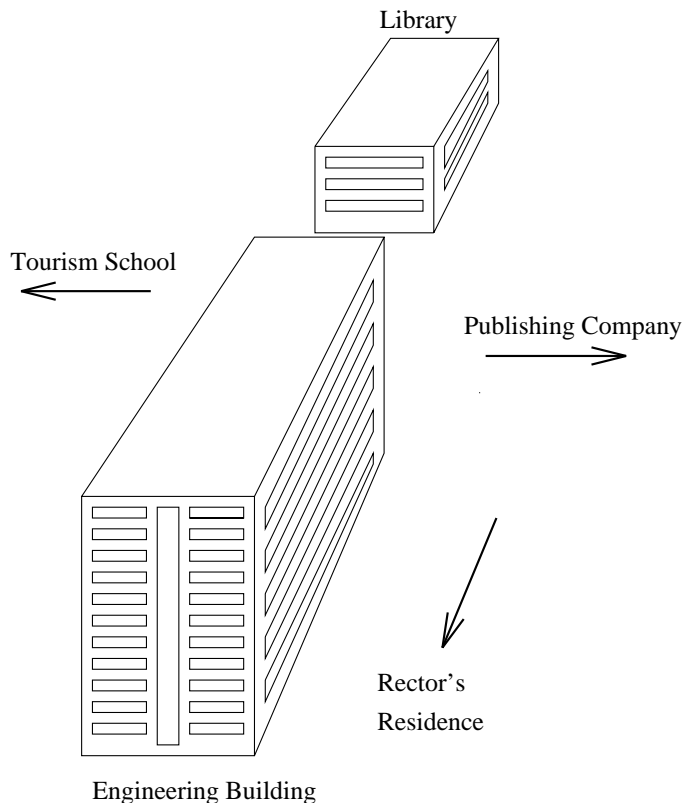 Library
Tourism School
Publishing Company
Rector's
Residence
Engineering Building